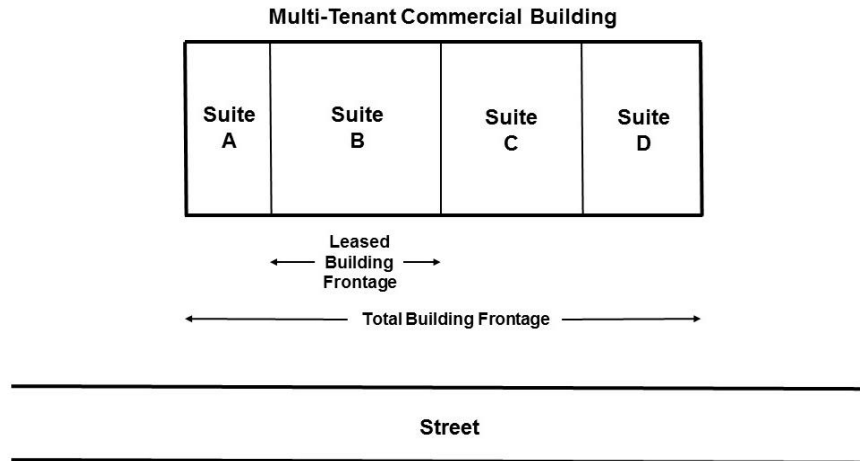 Multi-Tenant Commercial Building
Suite
A
Suite
B
Suite
C
Suite
D
Leased
Building
Frontage
Total Building Frontage
Street